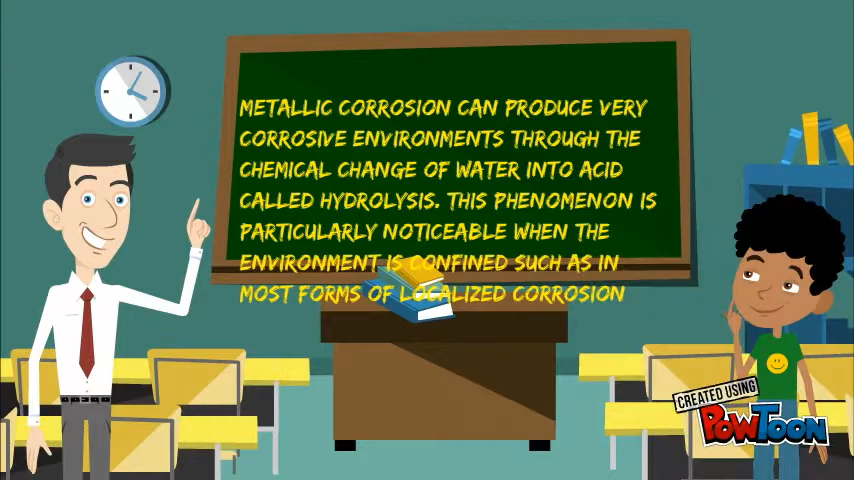 METALLIC CORROSION CAN PRODUCE VERY
CORROSIVE ENVIRONMENTS THROUGH THE
CHEMICAL CHANGE OF WATER INTO ACID
CALLED HYDROLYSIS. THIS PHENOMENON IS
PARTICULARLY NOTICEABLE WHEN THE
ENVIRONMENT IS CONFINED SUCH AS IN
MOST FORMS OF LOCALIZED CORROSION
CREATED USING
POWTOON